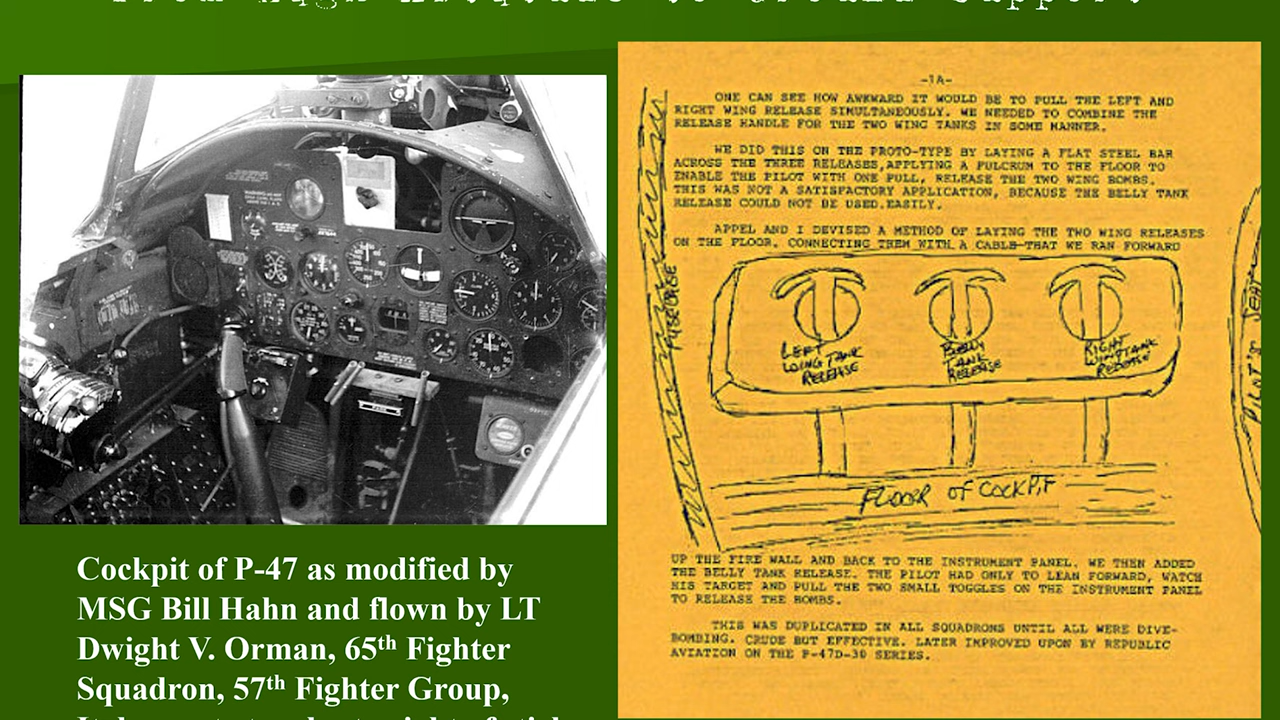 From High Altitude to Ground Support
-1A-
ONE CAN SEE HOW AWKWARD IT WOULD BE TO PULL THE LEFT AND
RIGHT WING RELEASE SIMULTANEOUSLY. WE NEEDED TO COMBINE THE
RELEASE HANDLE FOR THE TWO WING TANKS IN SOME MANNER.
WE DID THIS ON THE PROTO-TYPE BY LAYING A FLAT STEEL BAR
ACROSS THE THREE RELEASES,APPLYING A FULCRUM TO THE FLOOR TO
ENABLE THE PILOT WITH ONE PULL, RELEASE THE TWO WING BOMBS.
THIS WAS NOT A SATISFACTORY APPLICATION, BECAUSE THE BELLY TANK
RELEASE COULD NOT BE USED.EASILY.
APPEL AND I DEVISED A METHOD OF LAYING THE TWO WING RELEASES
ON THE FLOOR. CONNECTING THEM WITH A CABLE THAT WE RAN FORWARD
FUSELAGE
LEFT
WING TANK
RELEASE
BELLY
TANK
RELEASE
RIGHT
WING TANK
RELEASE
PILOT'S SEAT
FLOOR OF COCKPIT
UP THE FIRE WALL AND BACK TO THE INSTRUMENT PANEL. WE THEN ADDED
THE BELLY TANK RELEASE. THE PILOT HAD ONLY TO LEAN FORWARD, WATCH
HIS TARGET AND PULL THE TWO SMALL TOGGLES ON THE INSTRUMENT PANEL
TO RELEASE THE BOMBS.
THIS WAS DUPLICATED IN ALL SQUADRONS UNTIL ALL WERE DIVE-
BOMBING. CRUDE BUT EFFECTIVE. LATER IMPROVED UPON BY REPUBLIC
AVIATION ON THE P-47D-30 SERIES.
Cockpit of P-47 as modified by
MSG Bill Hahn and flown by LT
Dwight V. Orman, 65th Fighter
Squadron, 57th Fighter Group,